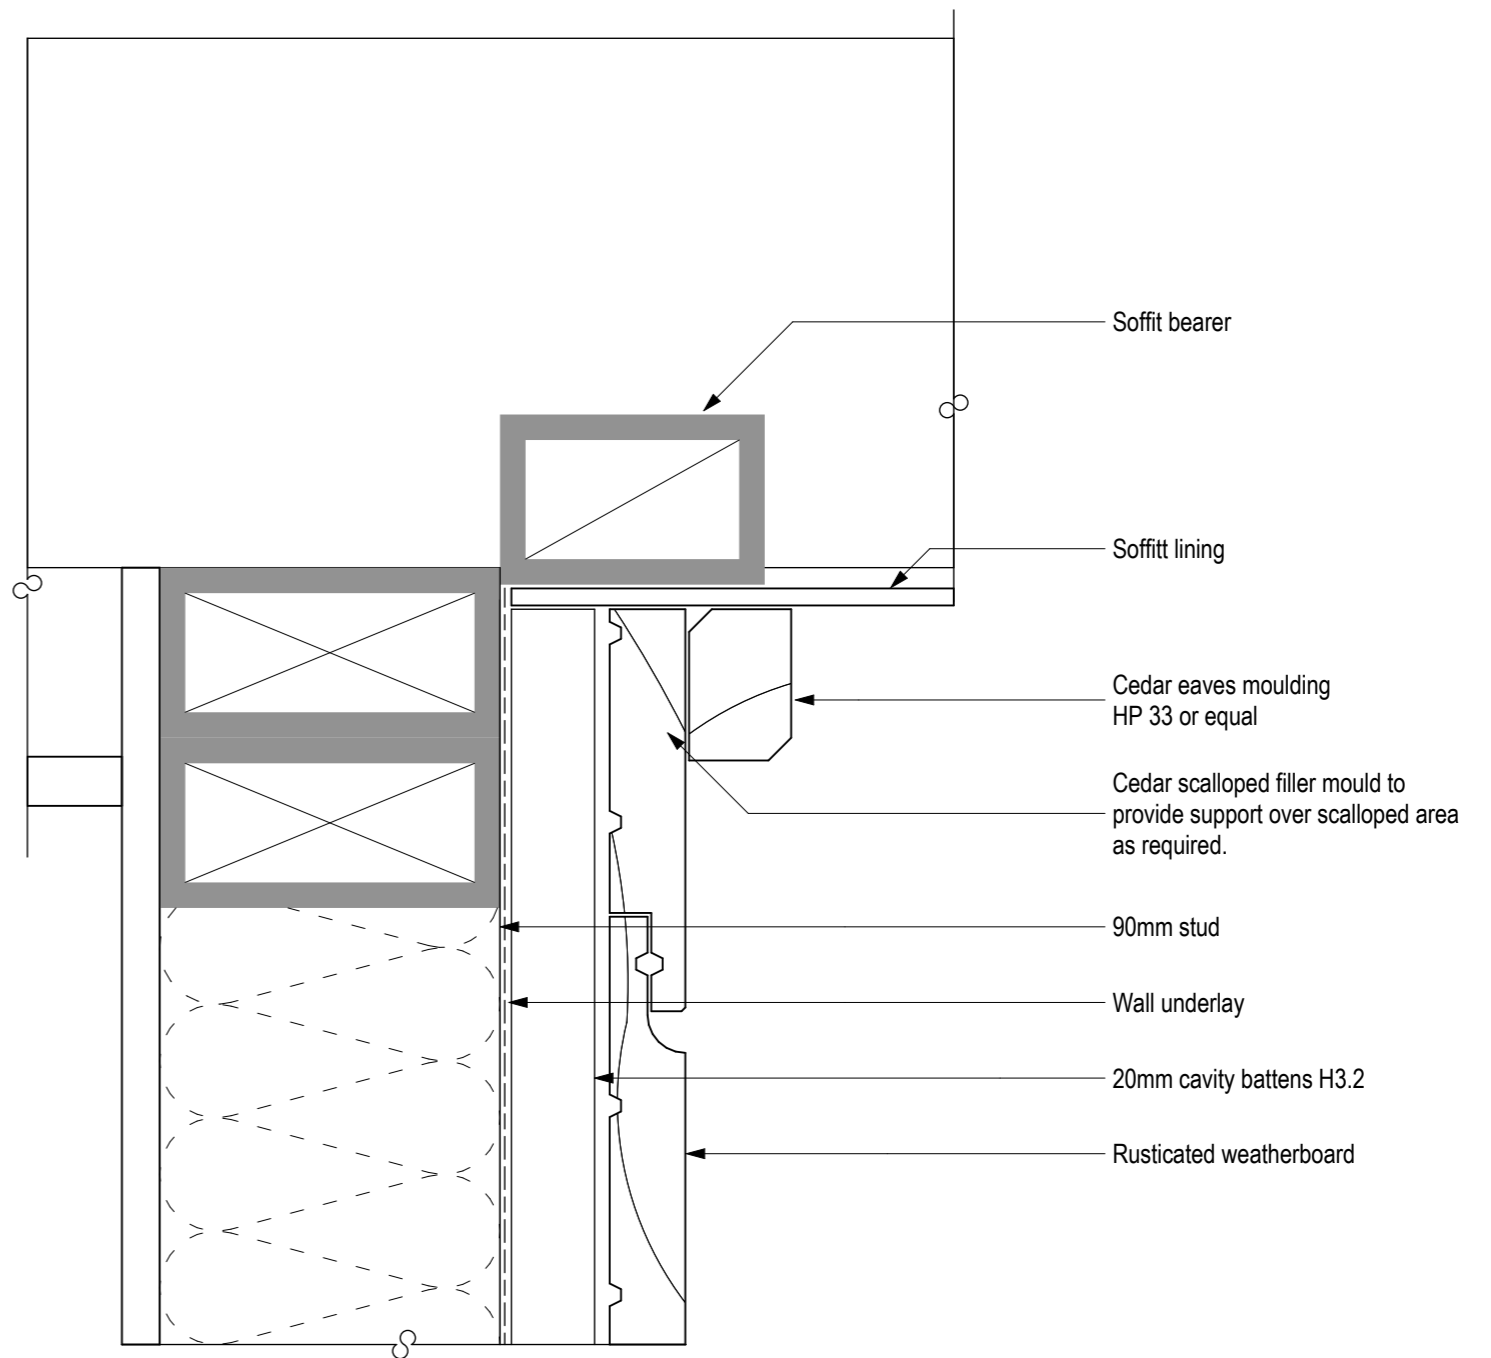 Soffit bearer
Soffitt lining
Cedar eaves moulding
HP 33 or equal
Cedar scalloped filler mould to
provide support over scalloped area
as required.
90mm stud
Wall underlay
20mm cavity battens H3.2
Rusticated weatherboard